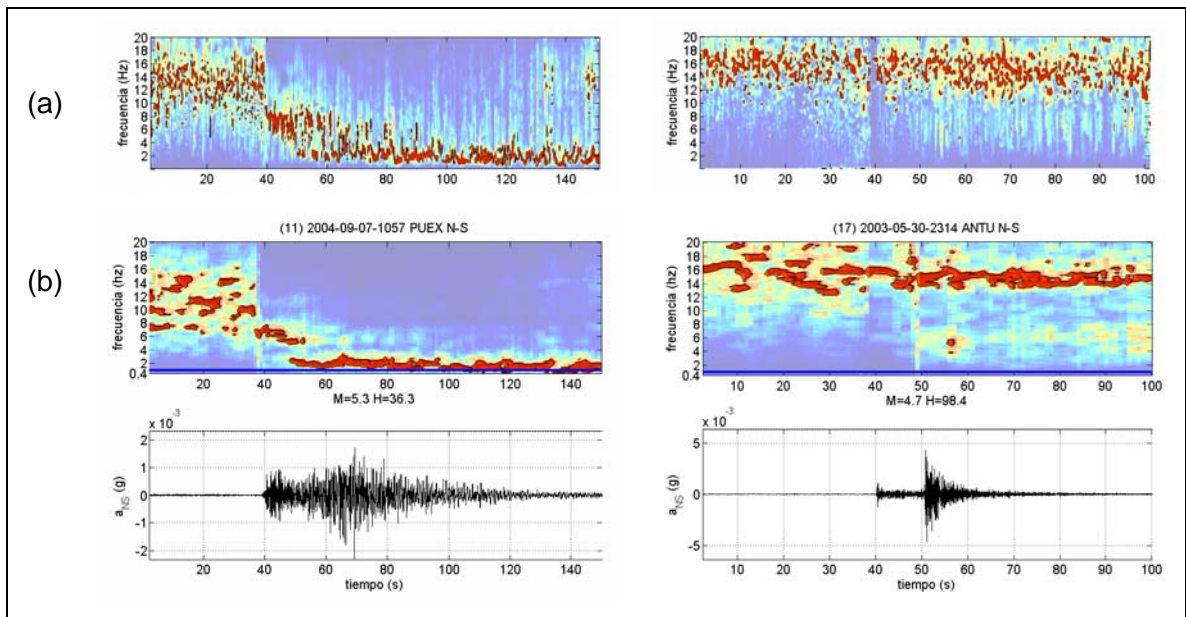 (a)
frecuencia (Hz)
20
18
16
14
12
10
8
6
4
2
20 40 60 80 100 120 140
frecuencia (Hz)
20
18
16
14
12
10
8
6
4
2
10 20 30 40 50 60 70 80 90 100
(b)
(11) 2004-09-07-1057 PUEX N-S
frecuencia (hz)
20
18
16
14
12
10
8
6
4
2
0.4
20 40 60 80 100 120 140
M=5.3 H=36.3
(17) 2003-05-30-2314 ANTU N-S
frecuencia (hz)
20
18
16
14
12
10
8
6
4
2
0.4
10 20 30 40 50 60 70 80 90 100
M=4.7 H=98.4
x 10-3
aNS (g)
2
1
0
-1
-2
20 40 60 80 100 120 140
tiempo (s)
x 10-3
aNS (g)
5
0
-5
10 20 30 40 50 60 70 80 90 100
tiempo (s)